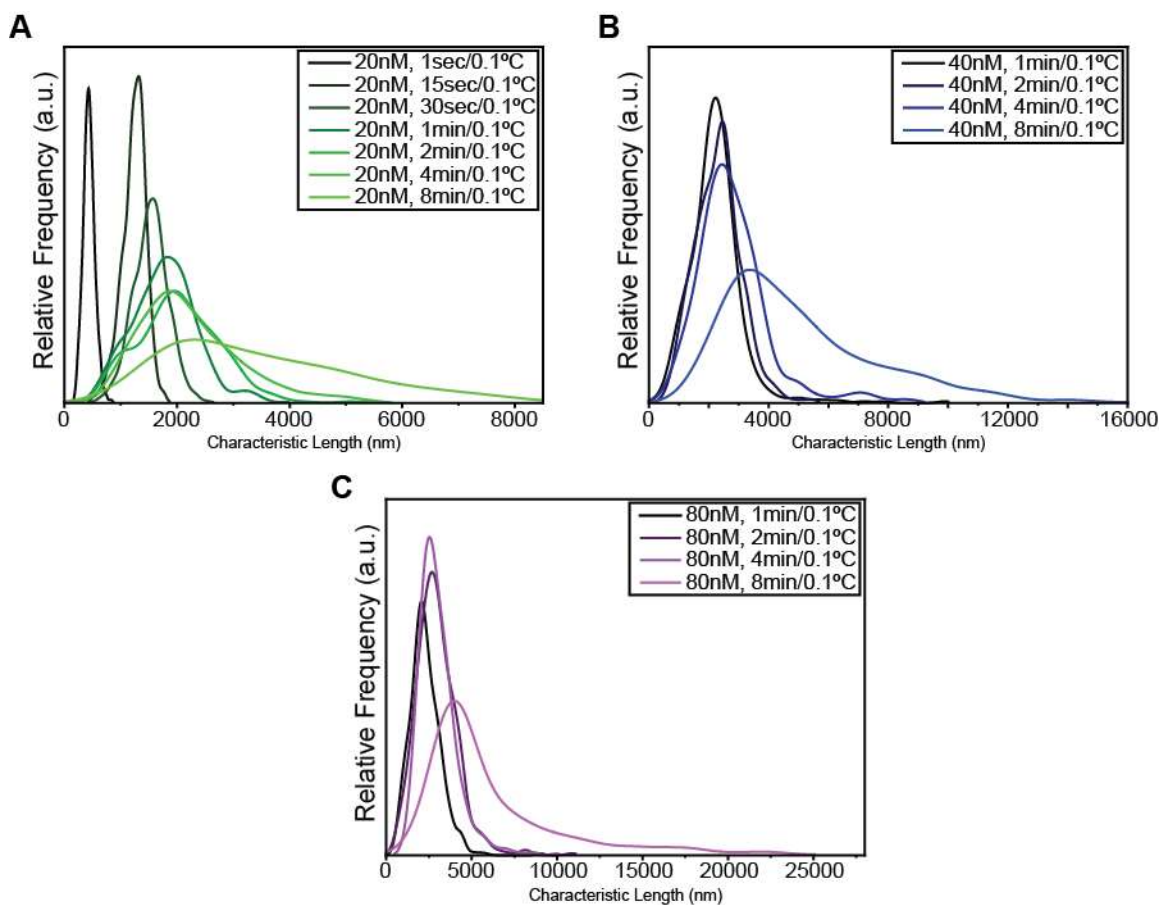 A
Relative Frequency (a.u.)
20nM, 1sec/0.1ºC
20nM, 15sec/0.1ºC
20nM, 30sec/0.1ºC
20nM, 1min/0.1ºC
20nM, 2min/0.1ºC
20nM, 4min/0.1ºC
20nM, 8min/0.1ºC
0 2000 4000 6000 8000
Characteristic Length (nm)
B
Relative Frequency (a.u.)
40nM, 1min/0.1ºC
40nM, 2min/0.1ºC
40nM, 4min/0.1ºC
40nM, 8min/0.1ºC
0 4000 8000 12000 16000
Characteristic Length (nm)
C
Relative Frequency (a.u.)
80nM, 1min/0.1ºC
80nM, 2min/0.1ºC
80nM, 4min/0.1ºC
80nM, 8min/0.1ºC
0 5000 10000 15000 20000 25000
Characteristic Length (nm)